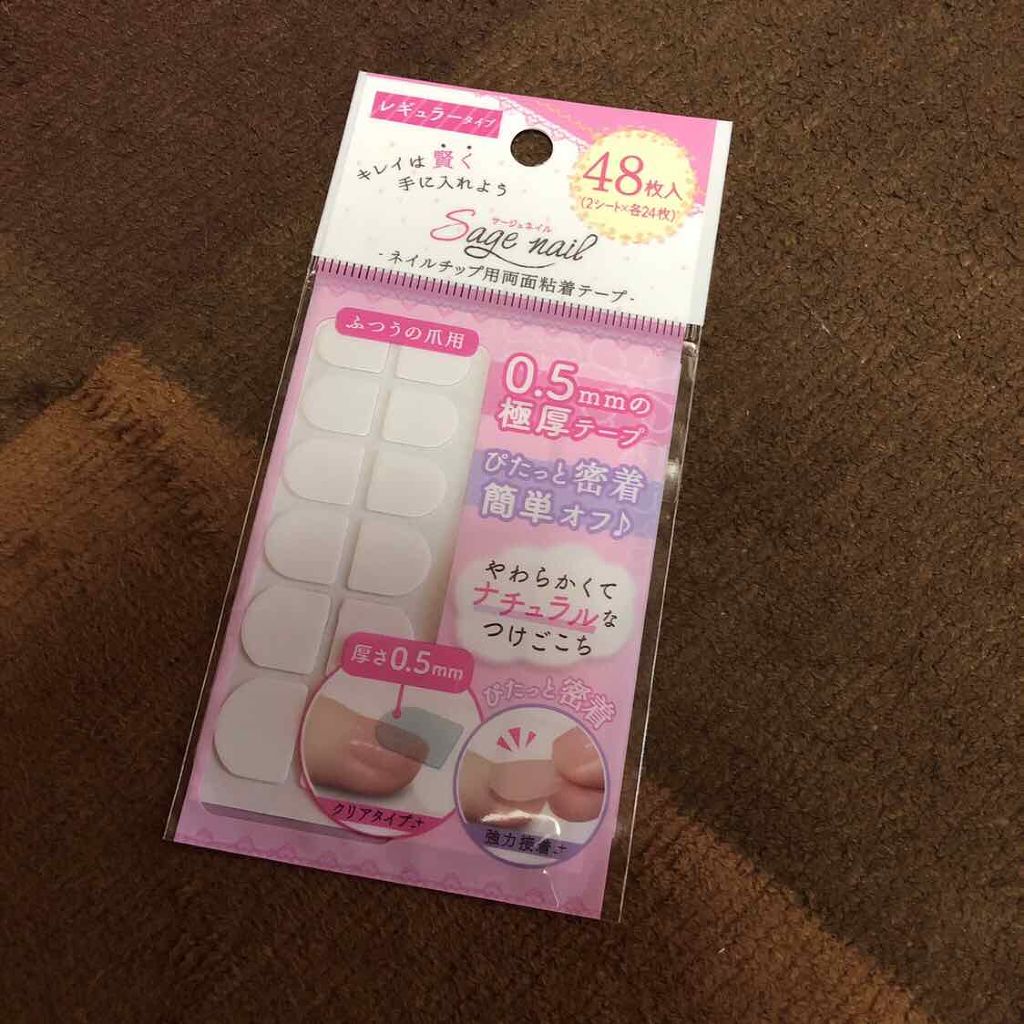 レギュラータイプ
キレイは賢く
手に入れよう
48枚入
(2シート×各24枚)
サージュネイル
Sage nail
-ネイルチップ用両面粘着テープ-
ふつうの爪用
0.5mmの
極厚テープ
ぴたっと密着
簡単オフ♪
やわらかくて
ナチュラルな
つけごこち
厚さ0.5mm
ぴたっと密着
クリアタイプ±
強力接着±